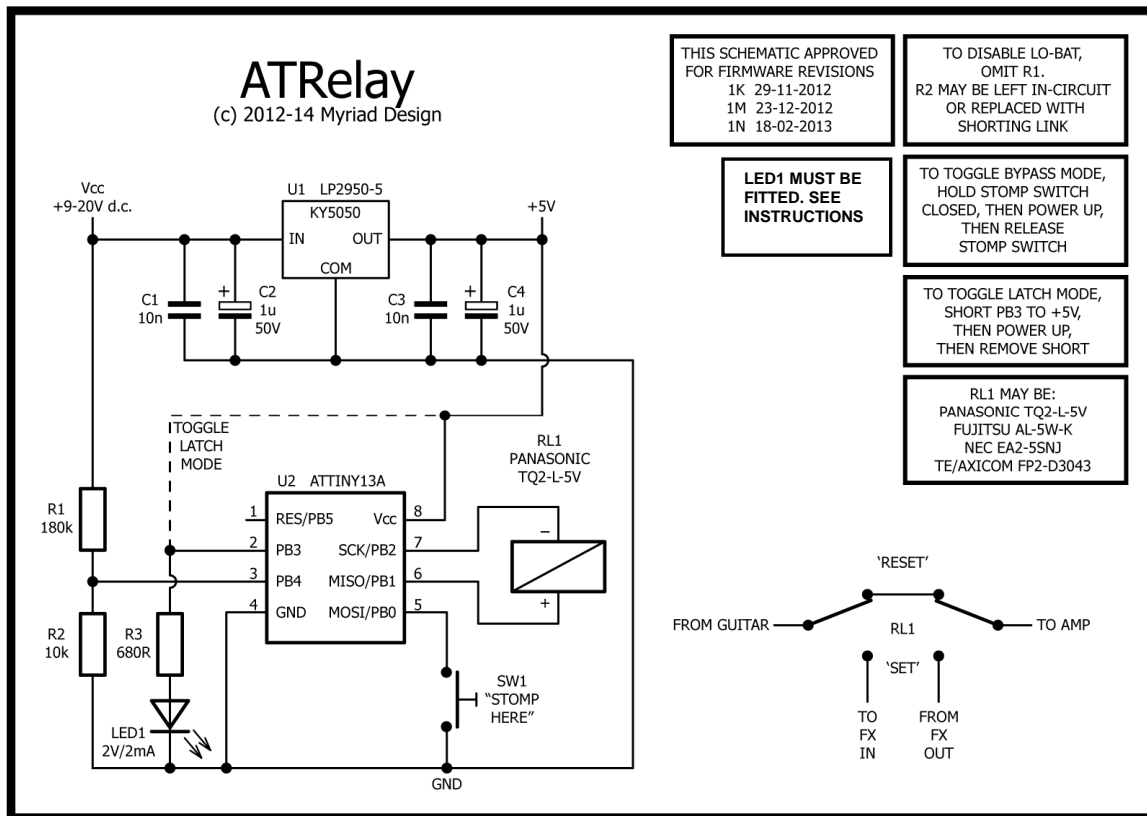 ATRelay
(c) 2012-14 Myriad Design
THIS SCHEMATIC APPROVED
FOR FIRMWARE REVISIONS
1K 29-11-2012
1M 23-12-2012
1N 18-02-2013
TO DISABLE LO-BAT,
OMIT R1.
R2 MAY BE LEFT IN-CIRCUIT
OR REPLACED WITH
SHORTING LINK
LED1 MUST BE
FITTED. SEE
INSTRUCTIONS
TO TOGGLE BYPASS MODE,
HOLD STOMP SWITCH
CLOSED, THEN POWER UP,
THEN RELEASE
STOMP SWITCH
TO TOGGLE LATCH MODE,
SHORT PB3 TO +5V,
THEN POWER UP,
THEN REMOVE SHORT
RL1 MAY BE:
PANASONIC TQ2-L-5V
FUJITSU AL-5W-K
NEC EA2-5SNJ
TE/AXICOM FP2-D3043
Vcc
+9-20V d.c.
U1 LP2950-5
KY5050
IN OUT
COM
+5V
C1
10n
+
C2
1u
50V
C3
10n
+
C4
1u
50V
TOGGLE
LATCH
MODE
RL1
PANASONIC
TQ2-L-5V
U2 ATTINY13A
1 RES/PB5 Vcc 8
2 PB3 SCK/PB2 7
3 PB4 MISO/PB1 6
4 GND MOSI/PB0 5
–
+
R1
180k
R2
10k
R3
680R
LED1
2V/2mA
SW1
“STOMP
HERE”
GND
‘RESET’
FROM GUITAR
RL1
TO AMP
‘SET’
TO
FX
IN
FROM
FX
OUT